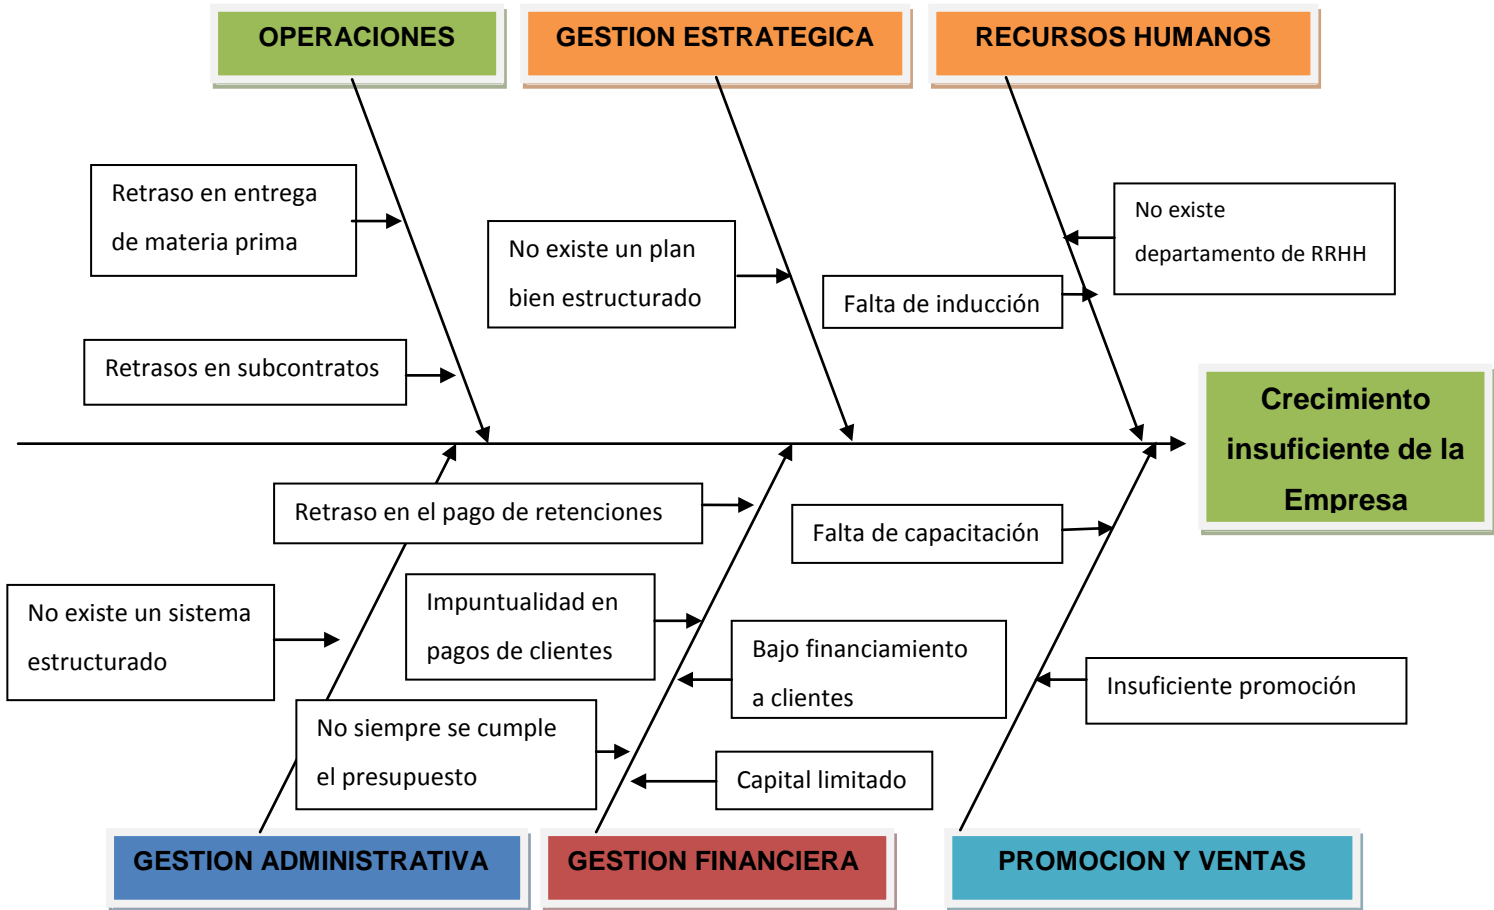 OPERACIONES
GESTION ESTRATEGICA
RECURSOS HUMANOS
Retraso en entrega
de materia prima
No existe un plan
bien estructurado
No existe
departamento de RRHH
Falta de inducción
Retrasos en subcontratos
Crecimiento
insuficiente de la
Empresa
Retraso en el pago de retenciones
Falta de capacitación
No existe un sistema
estructurado
Impuntualidad en
pagos de clientes
Bajo financiamiento
a clientes
Insuficiente promoción
No siempre se cumple
el presupuesto
Capital limitado
GESTION ADMINISTRATIVA
GESTION FINANCIERA
PROMOCION Y VENTAS